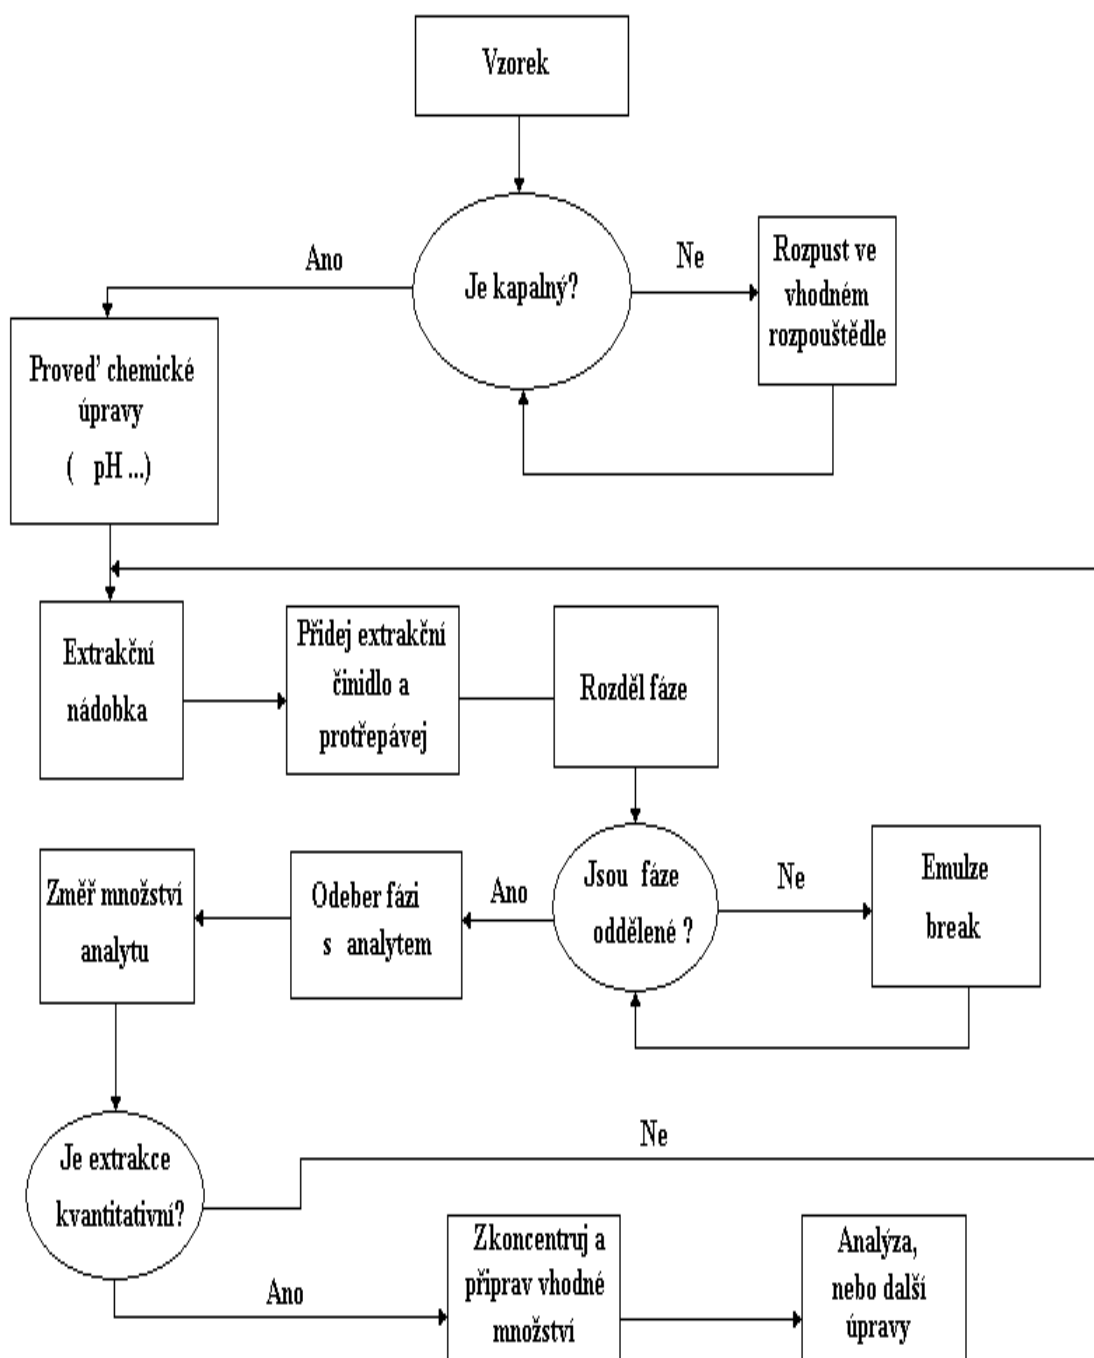 Vzorek
Ano
Je kapalný?
Ne
Rozpust ve
vhodném
rozpouštědle
Proveď chemické
úpravy
( pH ...)
Extrakční
nádobka
Přidej extrakční
činidlo a
protřepávej
Rozděl fáze
Jsou fáze
oddělené ?
Ne
Emulze
break
Ano
Odeber fázi
s analytem
Změř množství
analytu
Je extrakce
kvantitativní?
Ne
Ano
Zkoncentruj a
připrav vhodné
množství
Analýza,
nebo další
úpravy